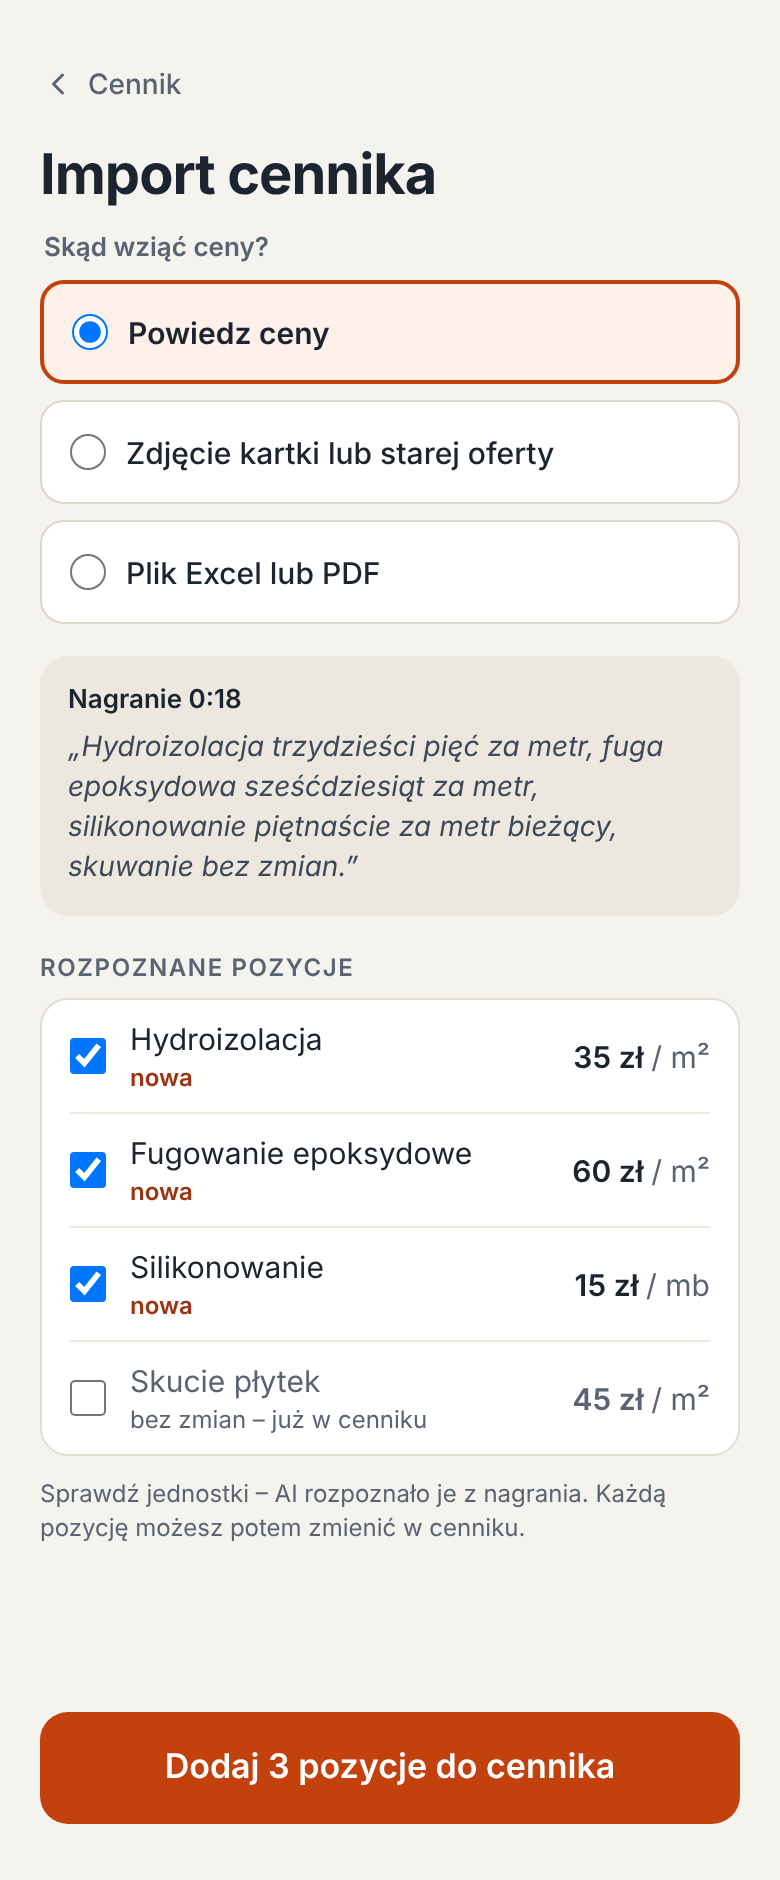 Cennik
Import cennika
Skąd wziąć ceny?
Powiedz ceny
Zdjęcie kartki lub starej oferty
Plik Excel lub PDF
Nagranie 0:18
„Hydroizolacja trzydzieści pięć za metr, fuga
epoksydowa sześćdziesiąt za metr,
silikonowanie piętnaście za metr bieżący,
skuwanie bez zmian.”
ROZPOZNANE POZYCJE
Hydroizolacja
nowa
35 zł / m²
Fugowanie epoksydowe
nowa
60 zł / m²
Silikonowanie
nowa
15 zł / mb
Skucie płytek
bez zmian – już w cenniku
45 zł / m²
Sprawdź jednostki – AI rozpoznało je z nagrania. Każdą
pozycję możesz potem zmienić w cenniku.
Dodaj 3 pozycje do cennika